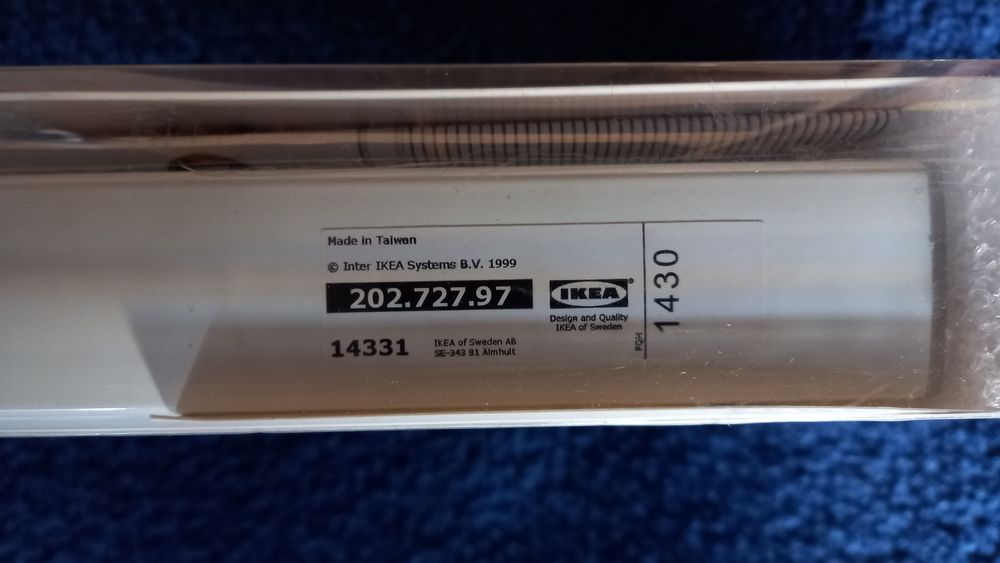 Made in Taiwan
© Inter IKEA Systems B.V. 1999
202.727.97
IKEA®
Design and Quality
IKEA of Sweden
14331
IKEA of Sweden AB
SE-343 81 Älmhult
PQH
1430